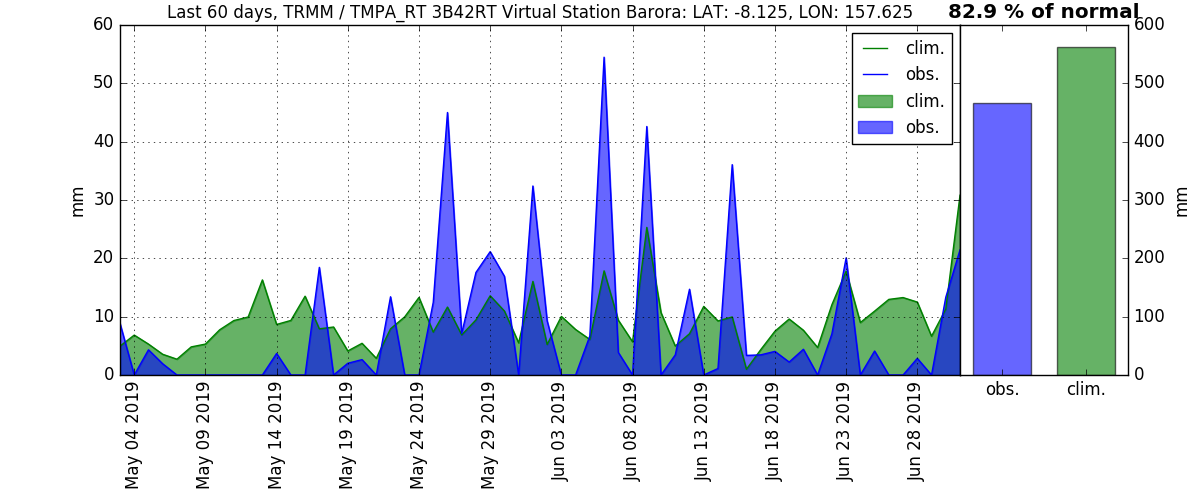 Last 60 days, TRMM / TMPA_RT 3B42RT Virtual Station Barora: LAT: -8.125, LON: 157.625
82.9 % of normal
60
50
40
30
20
10
0
mm
clim.
obs.
clim.
obs.
May 04 2019
May 09 2019
May 14 2019
May 19 2019
May 24 2019
May 29 2019
Jun 03 2019
Jun 08 2019
Jun 13 2019
Jun 18 2019
Jun 23 2019
Jun 28 2019
obs.
clim.
600
500
400
300
200
100
0
mm